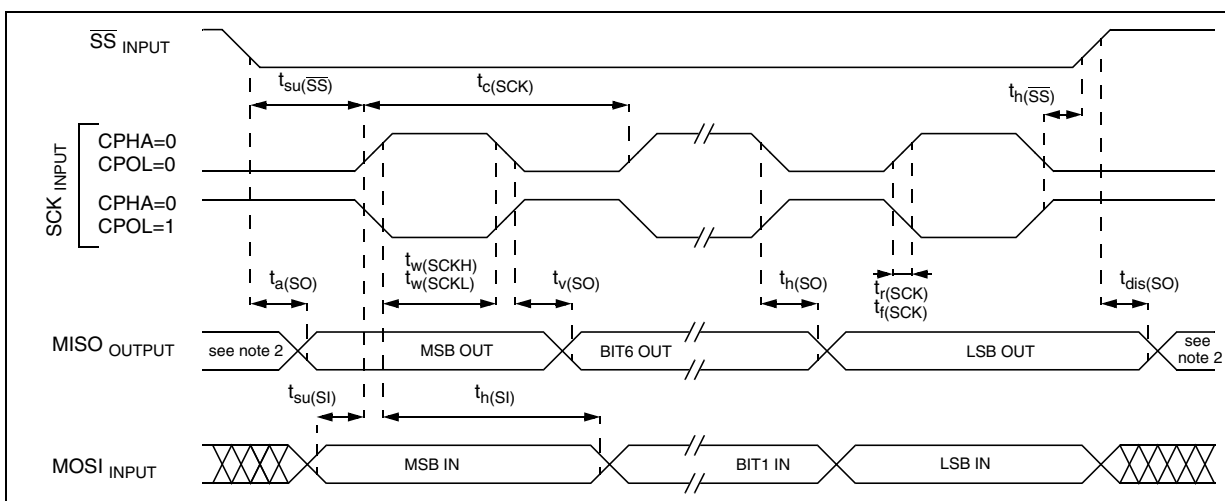 SS INPUT
tsu(SS)
tc(SCK)
th(SS)
SCK INPUT
CPHA=0
CPOL=0
CPHA=0
CPOL=1
ta(SO)
tw(SCKH)
tw(SCKL)
tv(SO)
th(SO)
tr(SCK)
tf(SCK)
tdis(SO)
MISO OUTPUT
see note 2
MSB OUT
BIT6 OUT
LSB OUT
see
note 2
tsu(SI)
th(SI)
MOSI INPUT
MSB IN
BIT1 IN
LSB IN